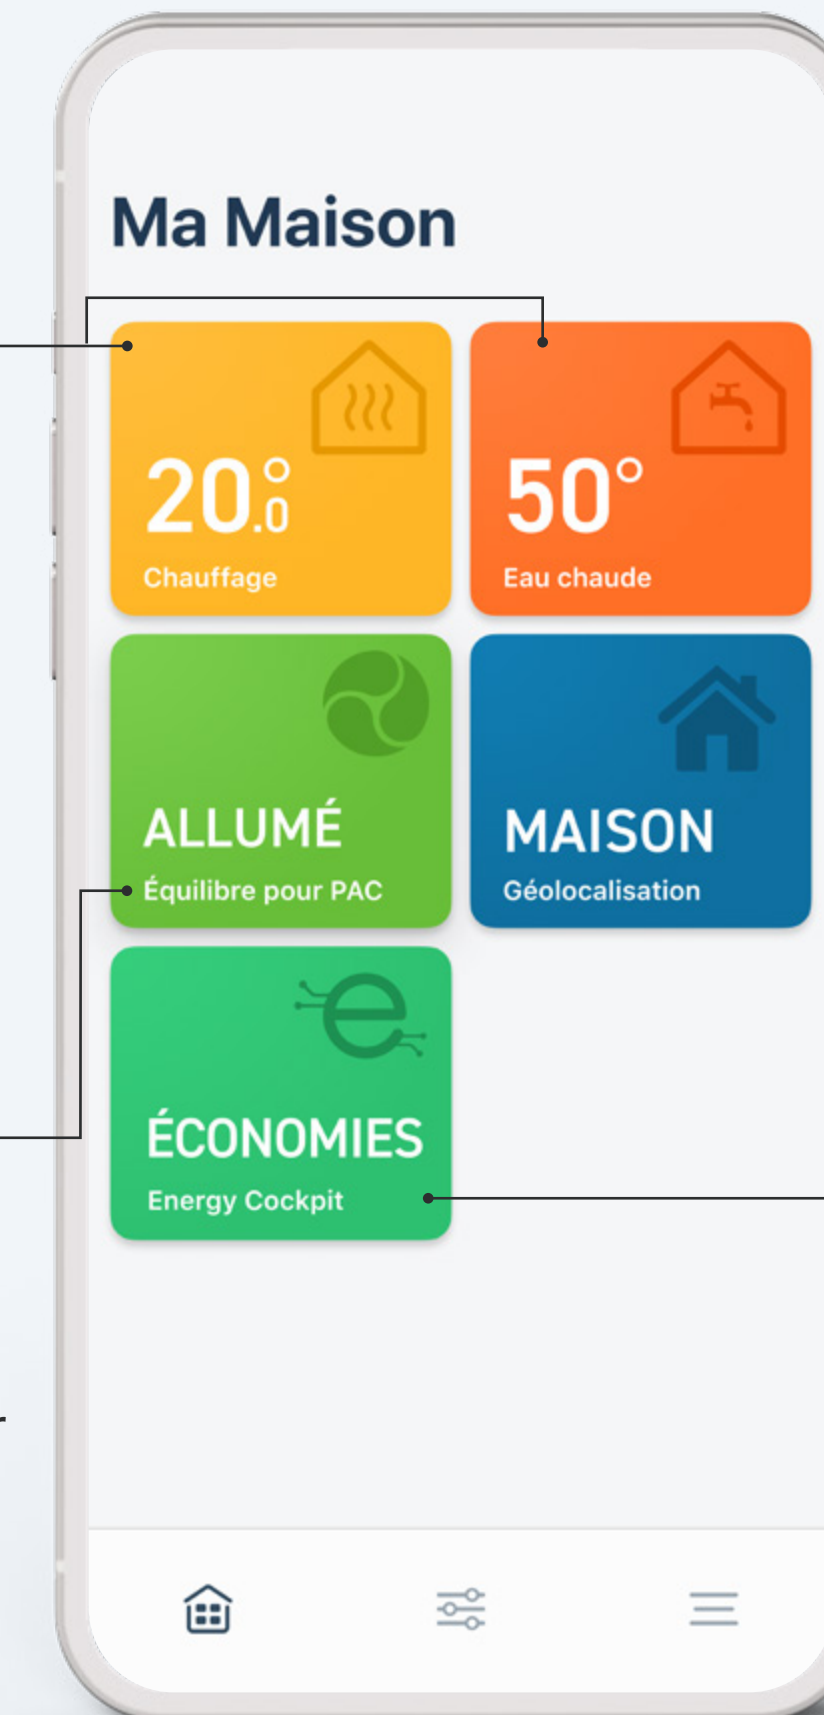 Ma Maison
20.0°
Chauffage
50°
Eau chaude
ALLUMÉ
Équilibre pour PAC
MAISON
Géolocalisation
ÉCONOMIES
Energy Cockpit
r